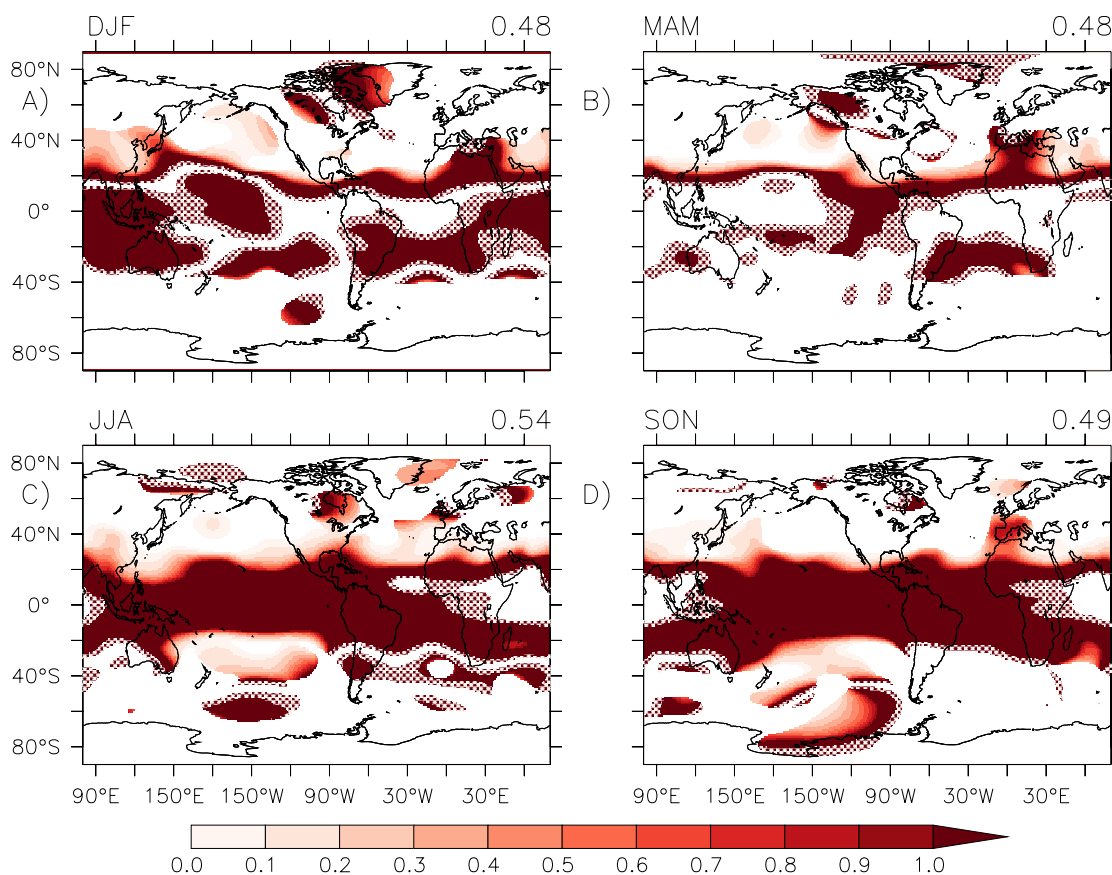 DJF 0.48 MAM 0.48
80°N
A) B)
40°N
0°
40°S
80°S
JJA 0.54 SON 0.49
80°N
C) D)
40°N
0°
40°S
80°S
90°E 150°E 150°W 90°W 30°W 30°E 90°E 150°E 150°W 90°W 30°W 30°E
0.0 0.1 0.2 0.3 0.4 0.5 0.6 0.7 0.8 0.9 1.0